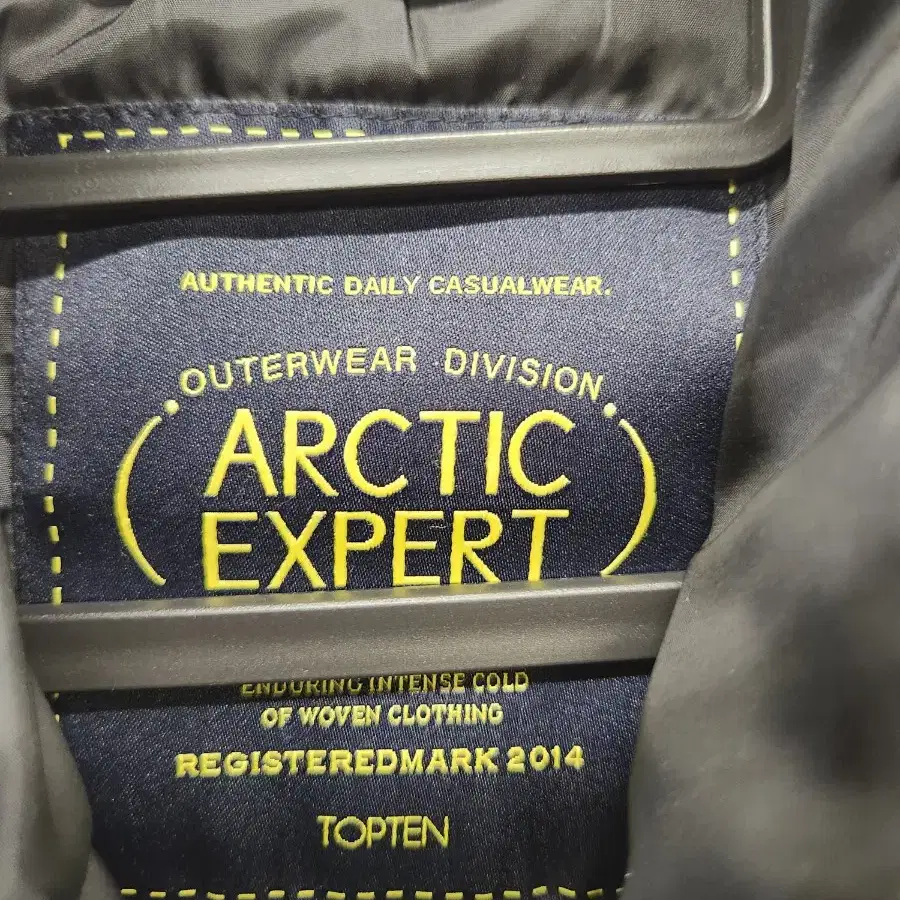 AUTHENTIC DAILY CASUALWEAR.
OUTERWEAR DIVISION
ARCTIC
EXPERT
ENDURING INTENSE COLD
OF WOVEN CLOTHING
REGISTEREDMARK 2014
TOPTEN